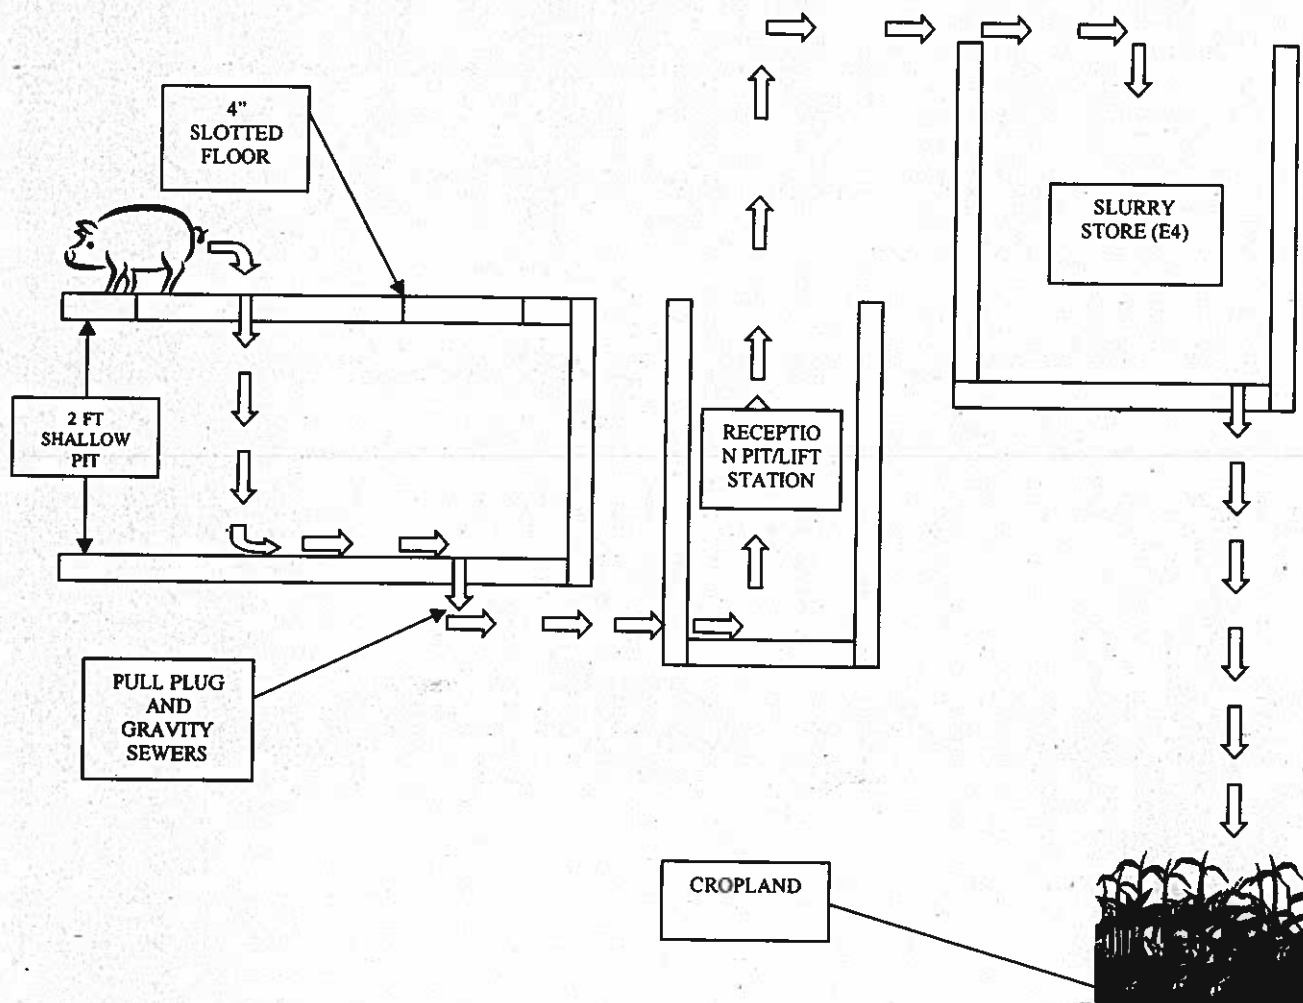 4"
SLOTTED
FLOOR
SLURRY
STORE (E4)
2 FT
SHALLOW
PIT
RECEPTIO
N PIT/LIFT
STATION
PULL PLUG
AND
GRAVITY
SEWERS
CROPLAND